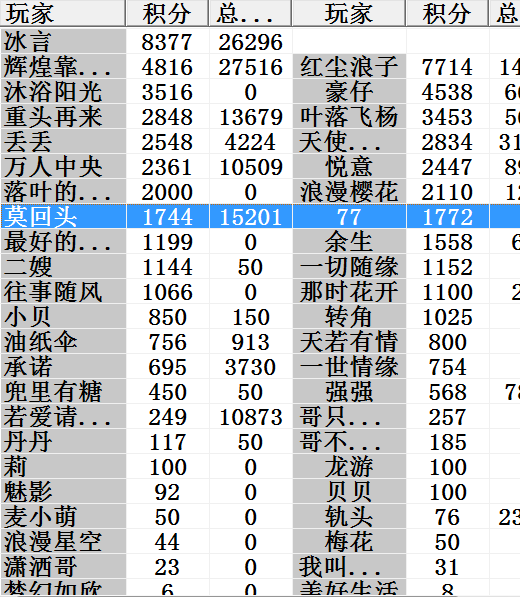 玩家 积分 总... 玩家 积分 总
冰言 8377 26296
辉煌靠... 4816 27516 红尘浪子 7714 14
沐浴阳光 3516 0 豪仔 4538 6
重头再来 2848 13679 叶落飞杨 3453 5
丢丢 2548 4224 天使... 2834 31
万人中央 2361 10509 悦意 2447 89
落叶的... 2000 0 浪漫樱花 2110 12
莫回头 1744 15201 77 1772
最好的... 1199 0 余生 1558 6
二嫂 1144 50 一切随缘 1152
往事随风 1066 0 那时花开 1100 2
小贝 850 150 转角 1025
油纸伞 756 913 天若有情 800
承诺 695 3730 一世情缘 754
兜里有糖 450 50 强强 568 78
若爱请... 249 10873 哥只... 257
丹丹 117 50 哥不... 185
莉 100 0 龙游 100
魅影 92 0 贝贝 100
麦小萌 50 0 轨头 76 23
浪漫星空 44 0 梅花 50
潇洒哥 23 0 我叫... 31
梦幻如欣 6 0 美好生活 8